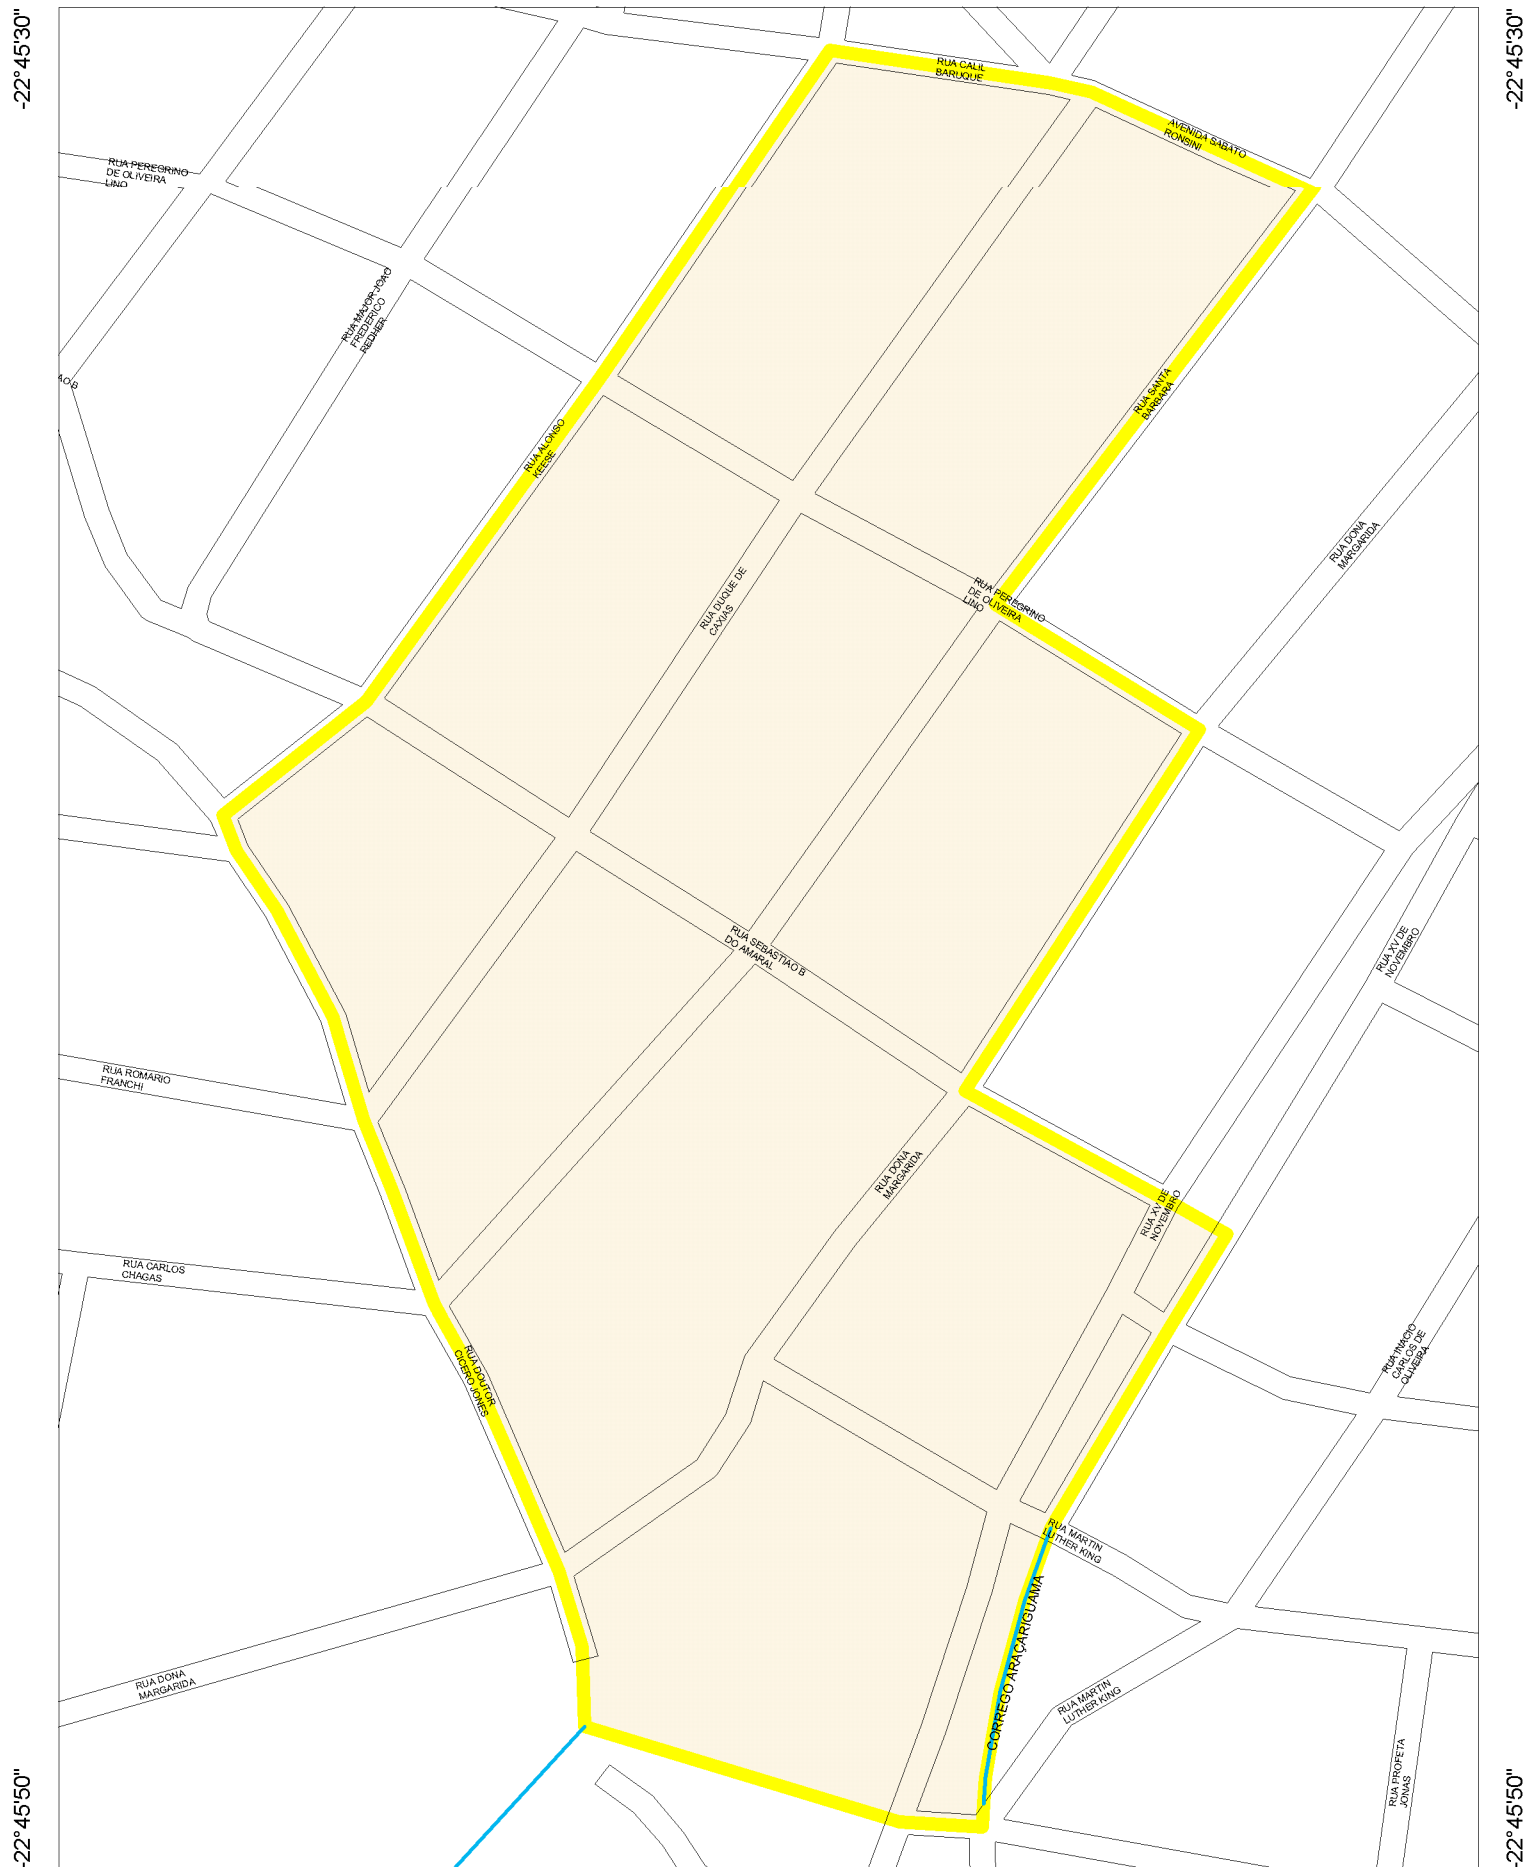 -22°45'30"
-22°45'30"
RUA CALIL
BARUQUE
AVENIDA SABATO
RONSINI
RUA PEREGRINO
DE OLIVEIRA
LINO
RUA MAJOR JOAO
FREDERICO
REDHER
AO B
RUA SANTA
BARBARA
RUA ALONSO
KEESE
RUA DONA
MARGARIDA
RUA DUQUE DE
CAXIAS
RUA PEREGRINO
DE OLIVEIRA
LINO
RUA SEBASTIAO B
DO AMARAL
RUA XV DE
NOVEMBRO
RUA ROMARIO
FRANCHI
RUA DONA
MARGARIDA
RUA XV DE
NOVEMBRO
RUA CARLOS
CHAGAS
RUA DOUTOR
CICERO JONES
RUA INACIO
CARLOS DE
OLIVEIRA
RUA MARTIN
LUTHER KING
CORREGO ARAÇARIGUAMA
RUA DONA
MARGARIDA
RUA MARTIN
LUTHER KING
RUA PROFETA
JONAS
-22°45'50"
-22°45'50"